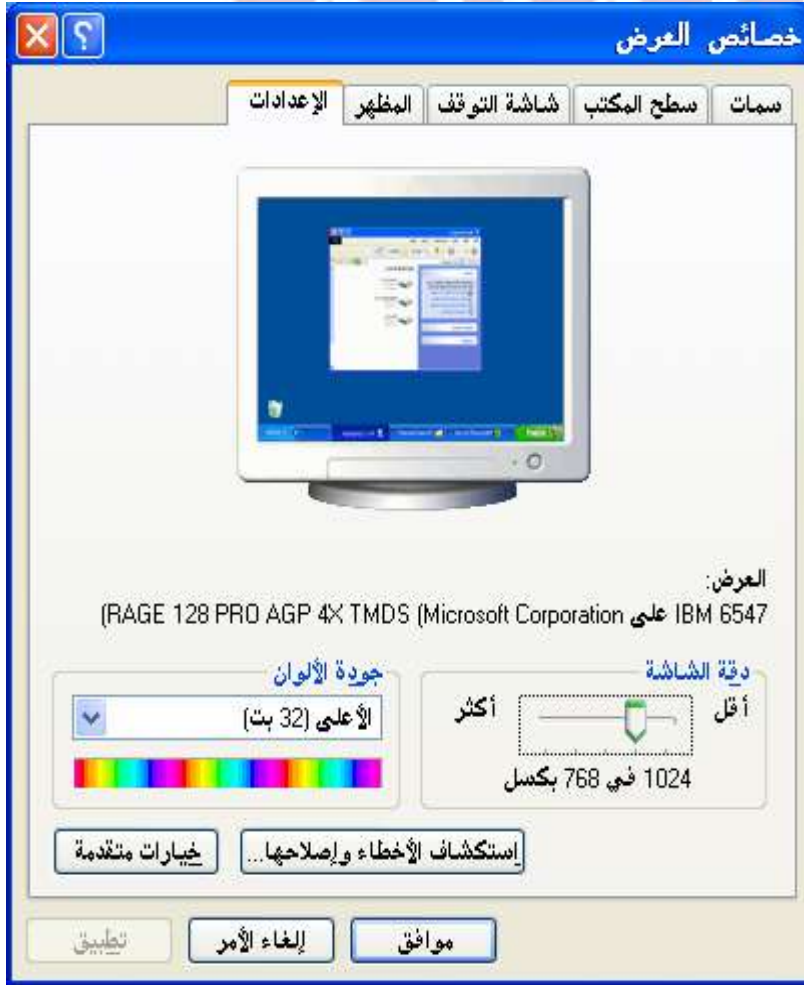 خصائص العرض
سمات
سطح المكتب
شاشة التوقف
المظهر
الإعدادات
العرض:
IBM 6547 على RAGE 128 PRO AGP 4X TMDS (Microsoft Corporation)
دقة الشاشة
أقل
أكثر
1024 في 768 بكسل
جودة الألوان
الأعلى (32 بت)
إستكشاف الأخطاء وإصلاحها...
خيارات متقدمة
موافق
إلغاء الأمر
تطبيق